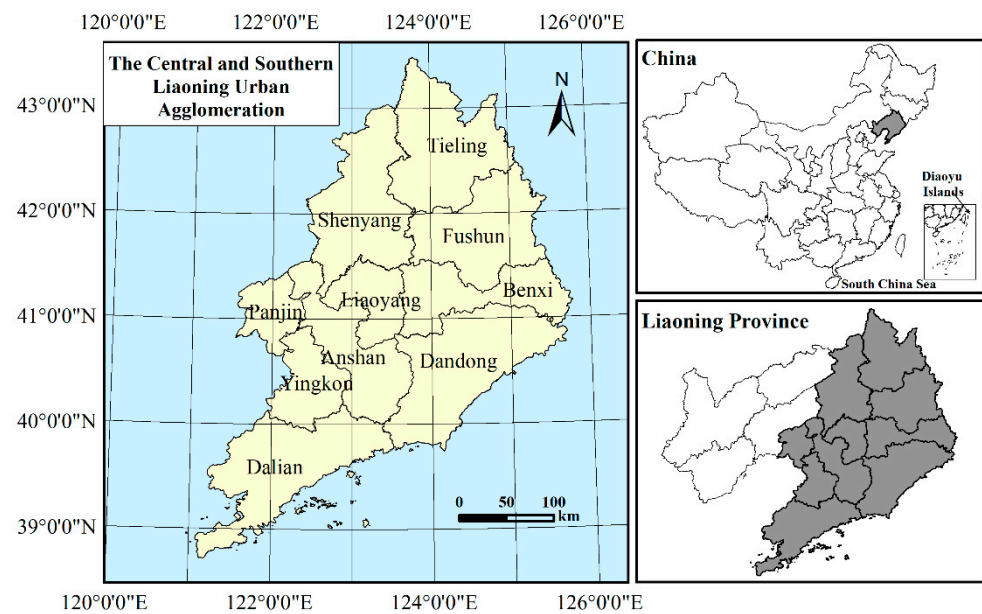 120°0'0"E
122°0'0"E
124°0'0"E
126°0'0"E
The Central and Southern
Liaoning Urban
Agglomeration
N
43°0'0"N
42°0'0"N
41°0'0"N
40°0'0"N
39°0'0"N
Tieling
Shenyang
Fushun
Benxi
Liaoyang
Panjin
Anshan
Dandong
Yingkou
Dalian
0 50 100
km
120°0'0"E
122°0'0"E
124°0'0"E
126°0'0"E
China
Diaoyu
Islands
South China Sea
Liaoning Province